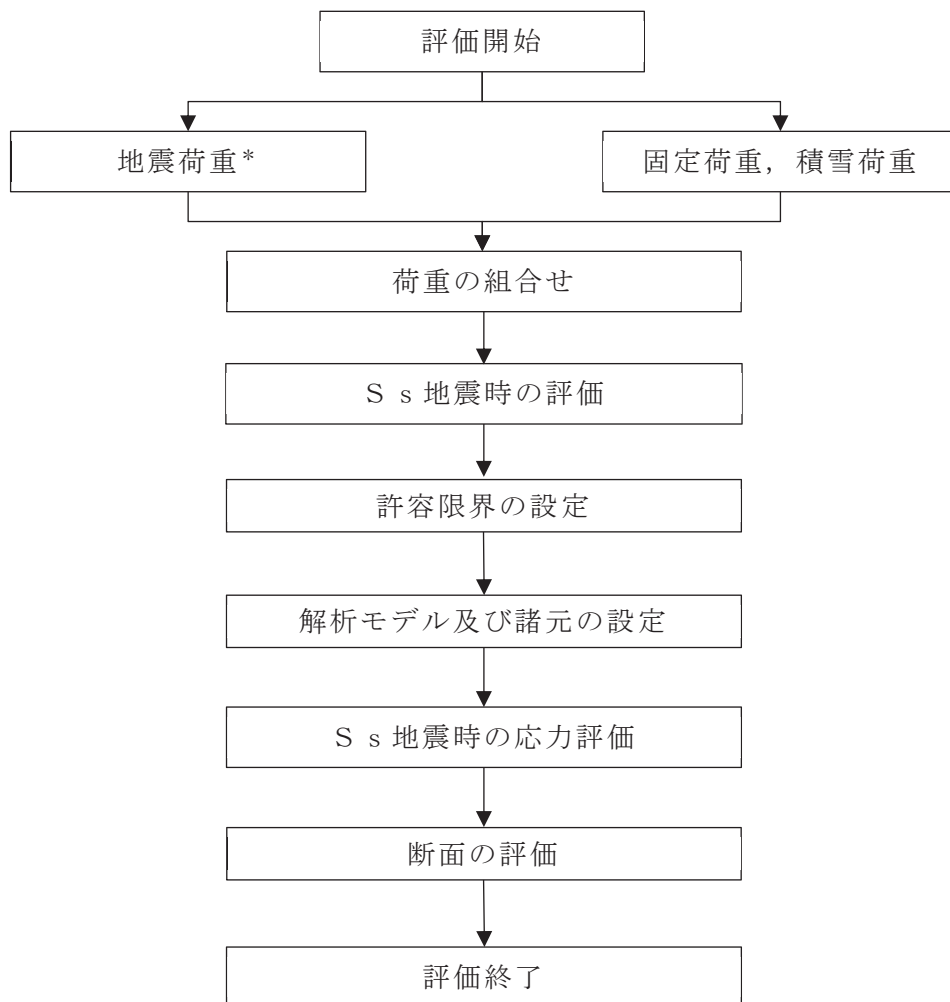 評価開始
地震荷重*
固定荷重，積雪荷重
荷重の組合せ
Ｓｓ地震時の評価
許容限界の設定
解析モデル及び諸元の設定
Ｓｓ地震時の応力評価
断面の評価
評価終了